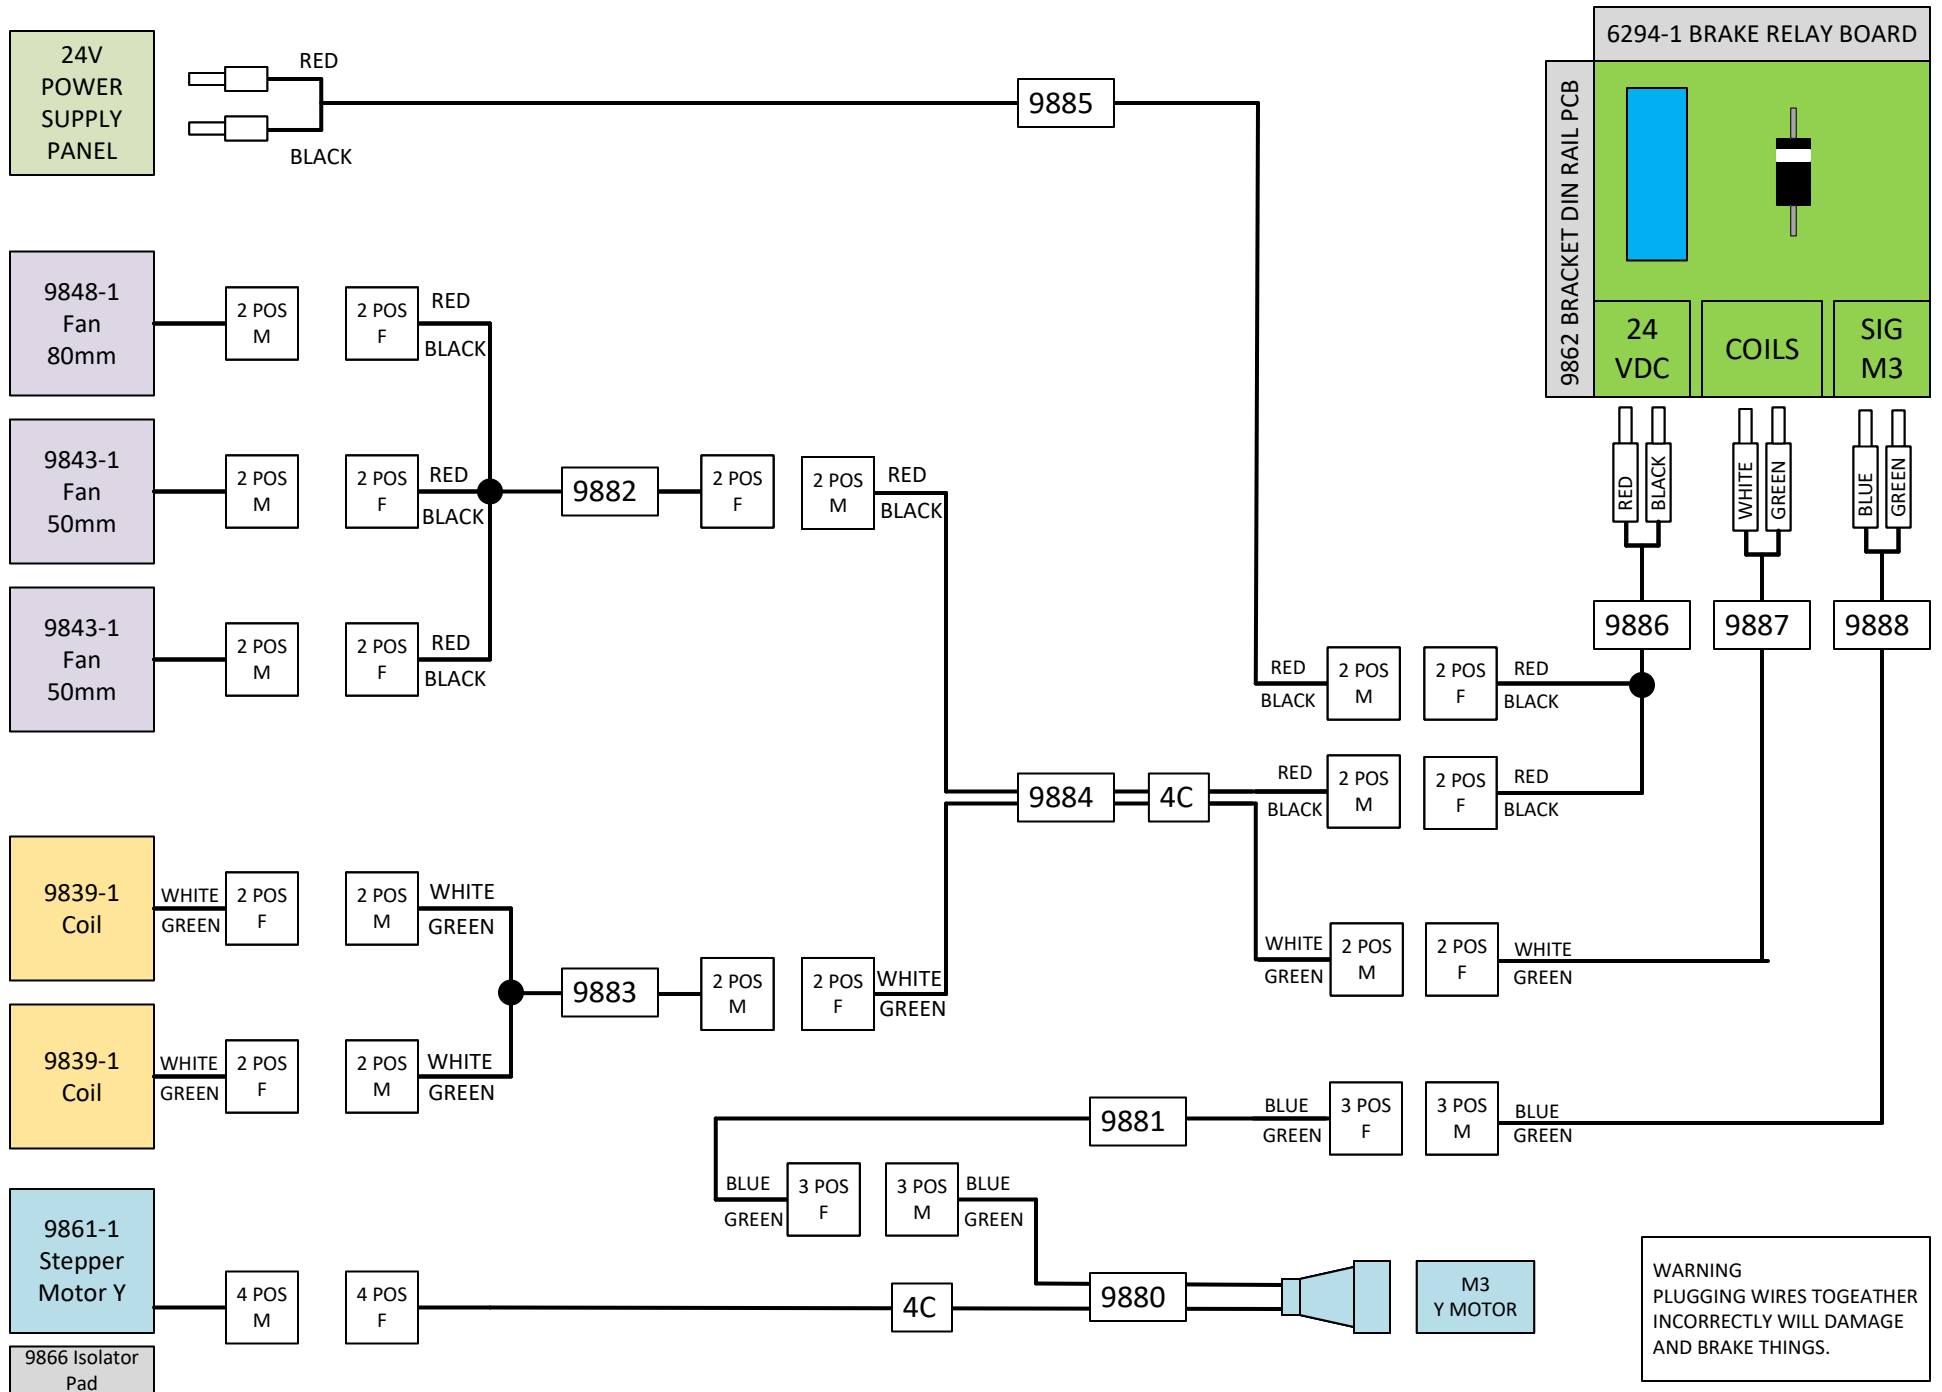 24V
POWER
SUPPLY
PANEL
RED
BLACK
9885
6294-1 BRAKE RELAY BOARD
9862 BRACKET DIN RAIL PCB
24
VDC
COILS
SIG
M3
RED
BLACK
WHITE
GREEN
BLUE
GREEN
9886
9887
9888
9848-1
Fan
80mm
2 POS
M
2 POS
F
RED
BLACK
9843-1
Fan
50mm
2 POS
M
2 POS
F
RED
BLACK
9882
2 POS
F
2 POS
M
RED
BLACK
9843-1
Fan
50mm
2 POS
M
2 POS
F
RED
BLACK
RED
BLACK
2 POS
M
2 POS
F
RED
BLACK
9884
4C
RED
BLACK
2 POS
M
2 POS
F
RED
BLACK
9839-1
Coil
WHITE
GREEN
2 POS
F
2 POS
M
WHITE
GREEN
9883
2 POS
M
2 POS
F
WHITE
GREEN
WHITE
GREEN
2 POS
M
2 POS
F
WHITE
GREEN
9839-1
Coil
WHITE
GREEN
2 POS
F
2 POS
M
WHITE
GREEN
9881
BLUE
GREEN
3 POS
F
3 POS
M
BLUE
GREEN
BLUE
GREEN
3 POS
F
3 POS
M
BLUE
GREEN
9861-1
Stepper
Motor Y
4 POS
M
4 POS
F
4C
9880
M3
Y MOTOR
9866 Isolator
Pad
WARNING
PLUGGING WIRES TOGEATHER
INCORRECTLY WILL DAMAGE
AND BRAKE THINGS.